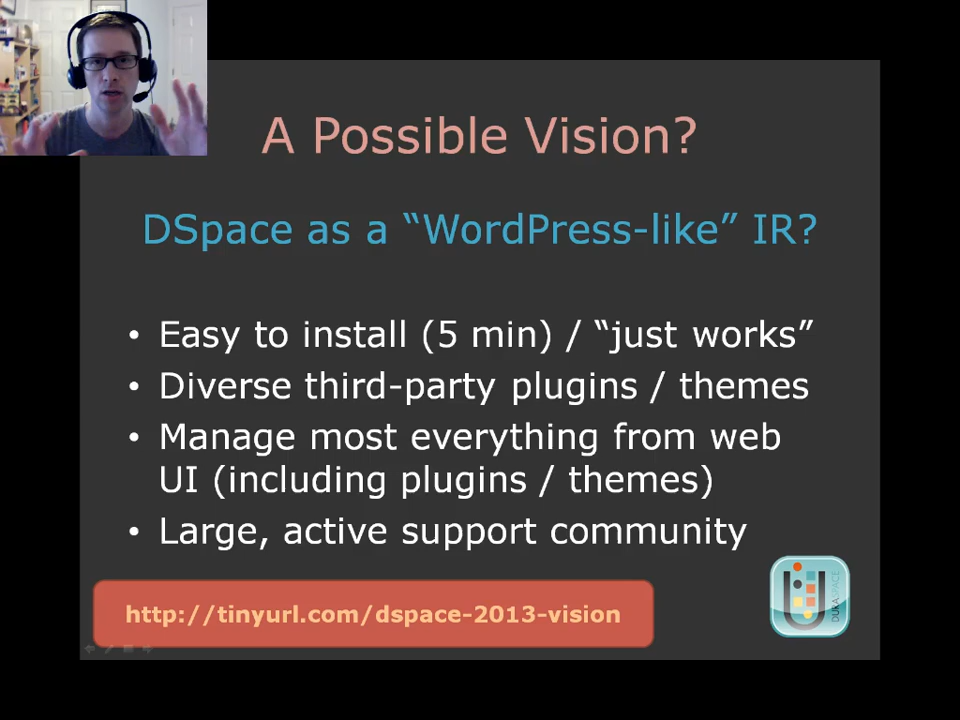 A Possible Vision?
DSpace as a “WordPress-like” IR?
• Easy to install (5 min) / “just works”
• Diverse third-party plugins / themes
• Manage most everything from web
UI (including plugins / themes)
• Large, active support community
http://tinyurl.com/dspace-2013-vision
DURASPACE